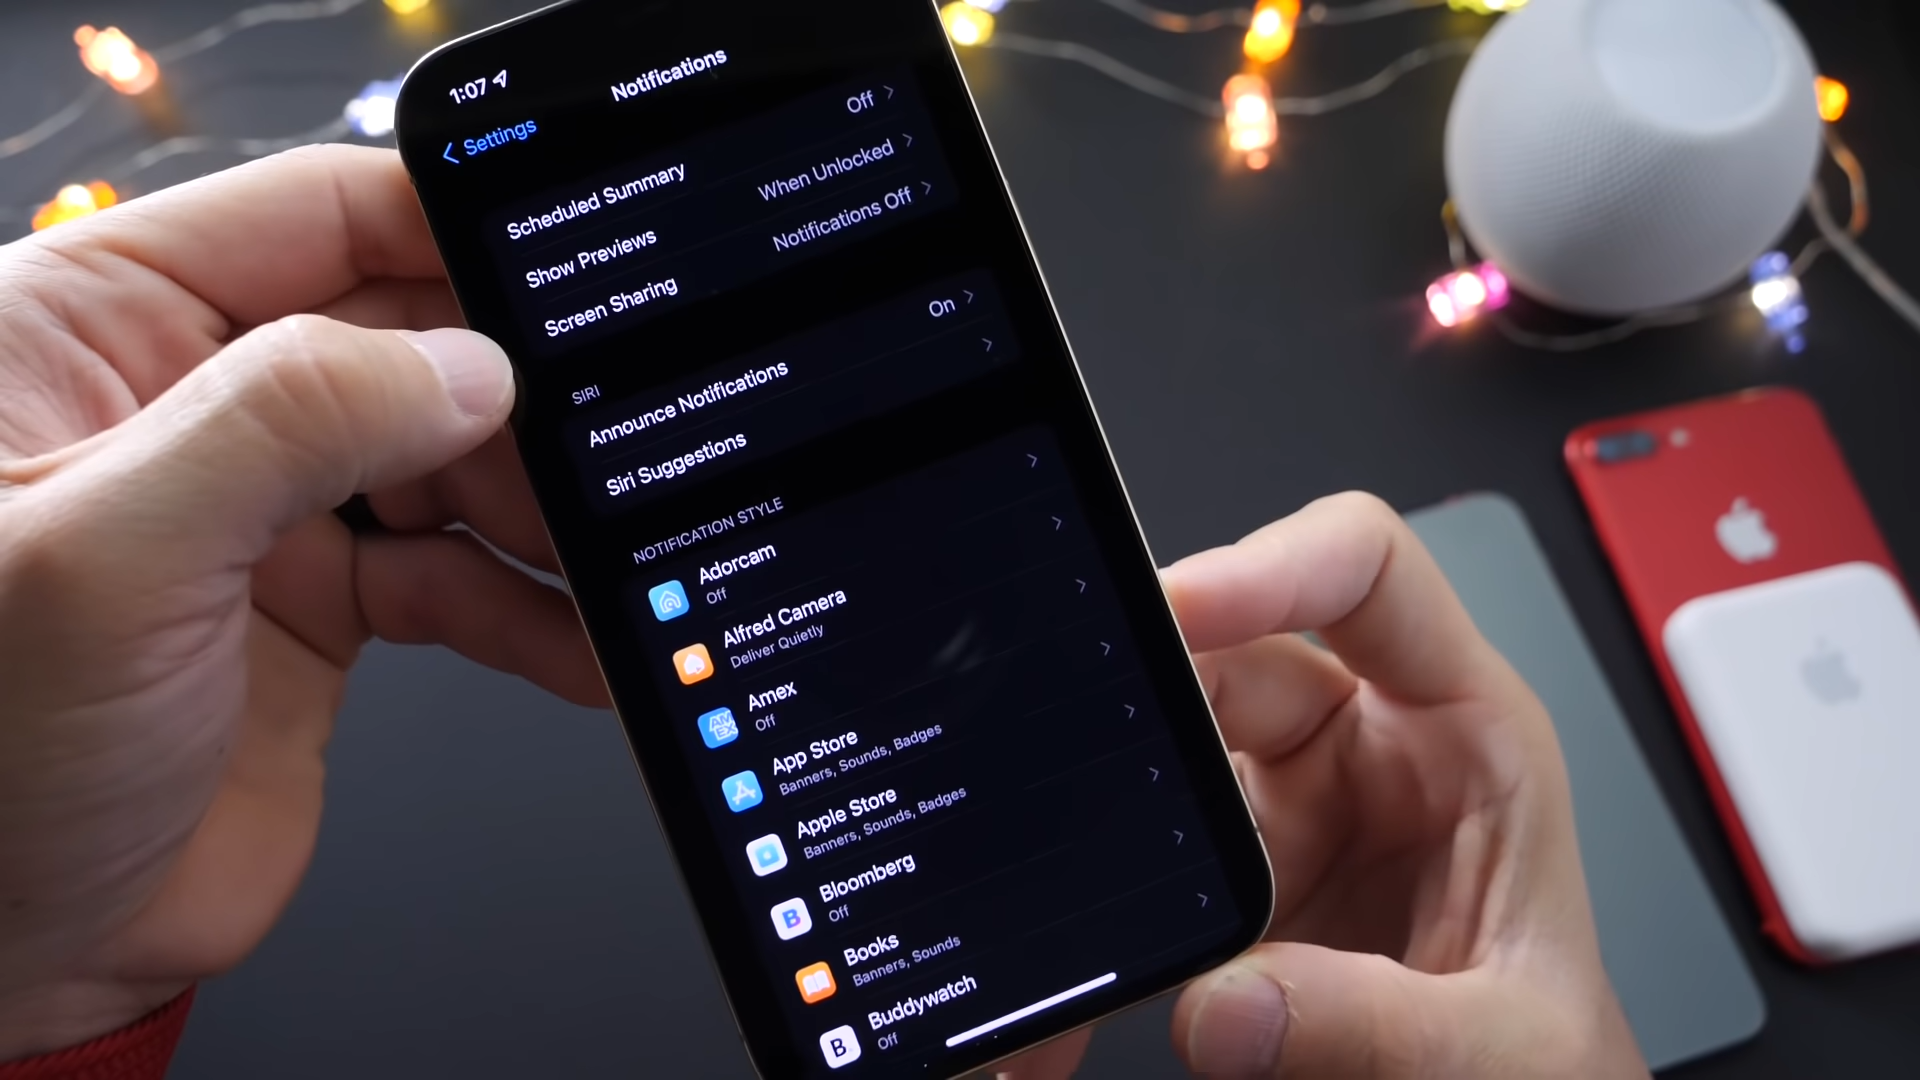 1:07
Notifications
Settings
Scheduled Summary Off
Show Previews When Unlocked
Screen Sharing Notifications Off
SIRI
Announce Notifications On
Siri Suggestions
NOTIFICATION STYLE
Adorcam
Off
Alfred Camera
Deliver Quietly
AM
EX
Amex
Off
App Store
Banners, Sounds, Badges
Apple Store
Banners, Sounds, Badges
B
Bloomberg
Off
Books
Banners, Sounds
B
Buddywatch
Off